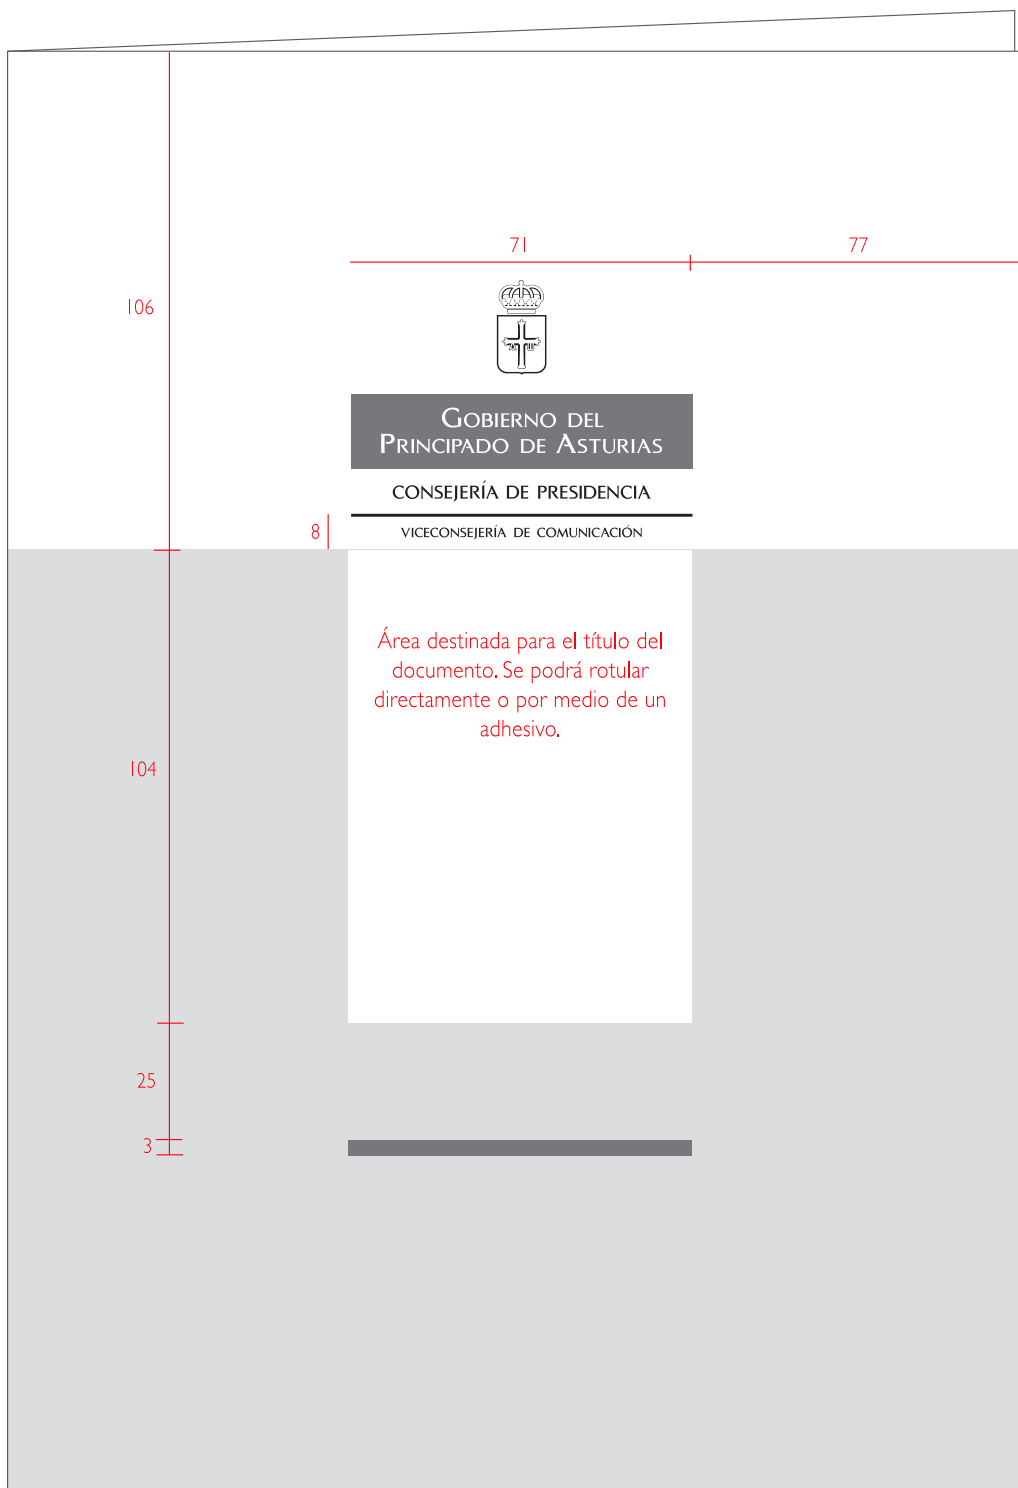 71
77
106
GOBIERNO DEL
PRINCIPADO DE ASTURIAS
CONSEJERÍA DE PRESIDENCIA
8
VICECONSEJERÍA DE COMUNICACIÓN
Área destinada para el título del
documento. Se podrá rotular
directamente o por medio de un
adhesivo.
104
25
3